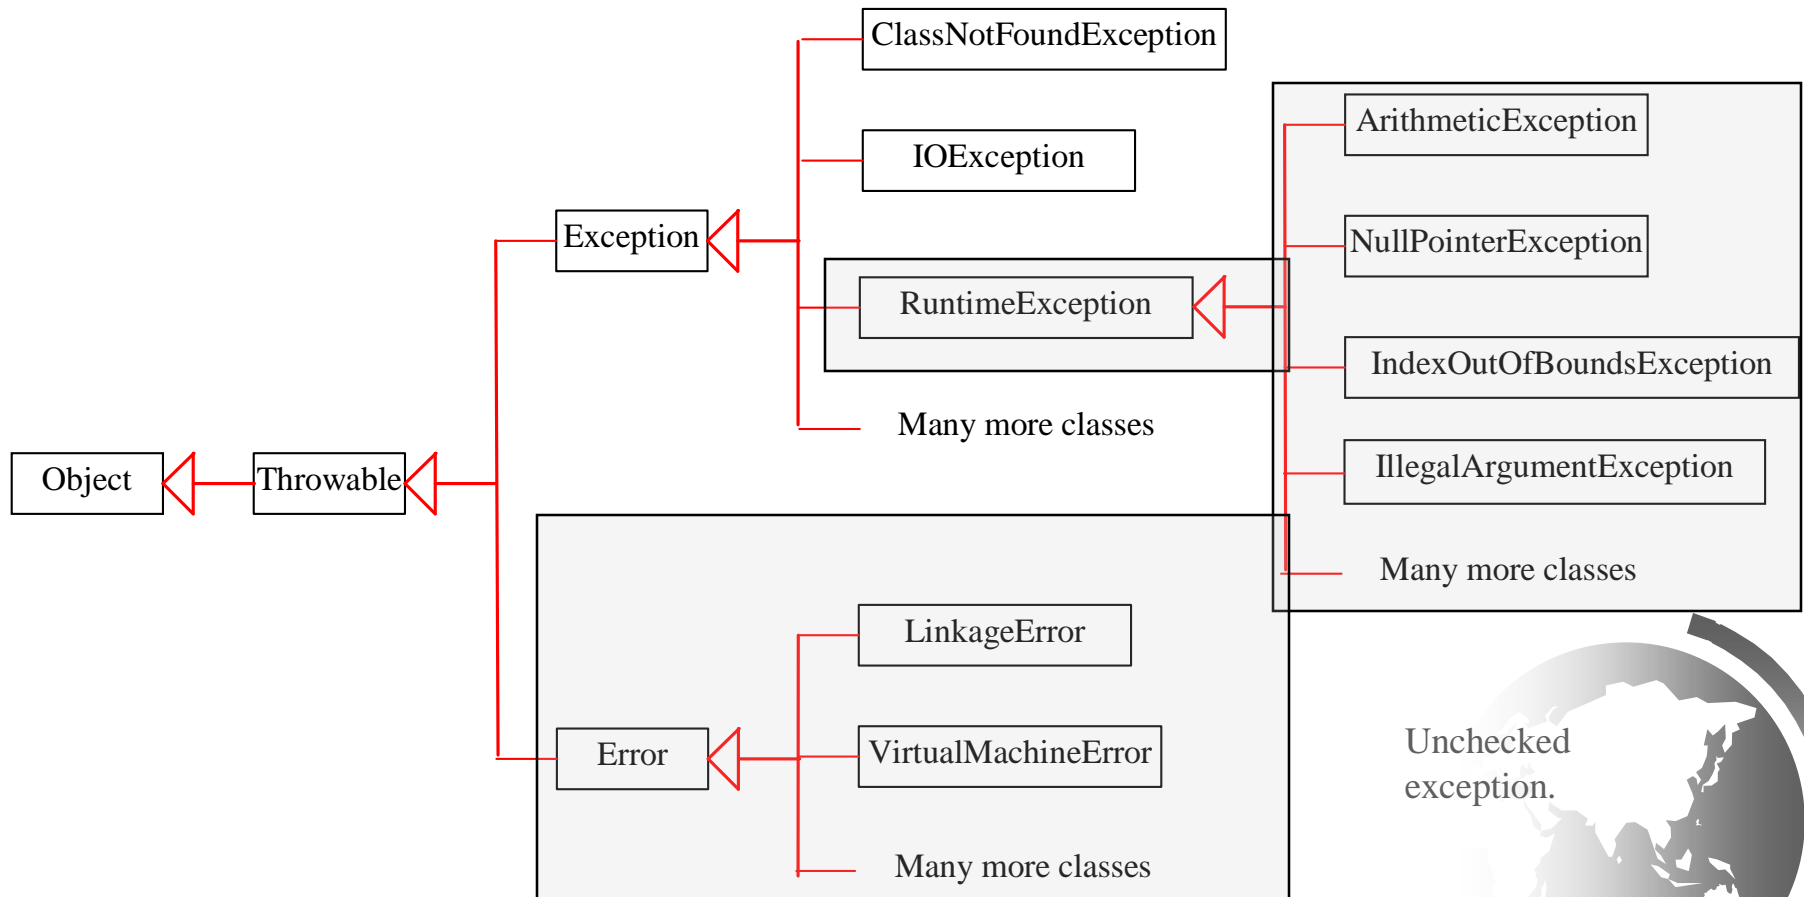 ClassNotFoundException
ArithmeticException
IOException
NullPointerException
Exception
RuntimeException
IndexOutOfBoundsException
Many more classes
Object
Throwable
IllegalArgumentException
Many more classes
LinkageError
Error
VirtualMachineError
Unchecked
exception.
Many more classes